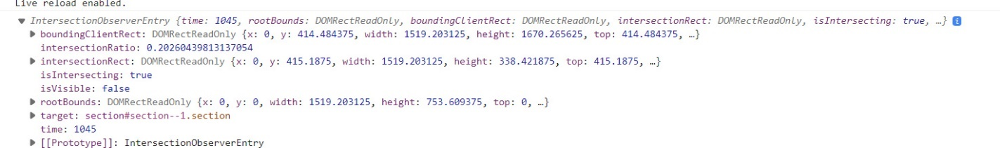 Live reload enabled.
IntersectionObserverEntry {time: 1045, rootBounds: DOMRectReadOnly, boundingClientRect: DOMRectReadOnly, intersectionRect: DOMRectReadOnly, isIntersecting: true, …} i
boundingClientRect: DOMRectReadOnly {x: 0, y: 414.484375, width: 1519.203125, height: 1670.265625, top: 414.484375, …}
intersectionRatio: 0.20260439813137054
intersectionRect: DOMRectReadOnly {x: 0, y: 415.1875, width: 1519.203125, height: 338.421875, top: 415.1875, …}
isIntersecting: true
isVisible: false
rootBounds: DOMRectReadOnly {x: 0, y: 0, width: 1519.203125, height: 753.609375, top: 0, …}
target: section#section--1.section
time: 1045
[[Prototype]]: IntersectionObserverEntry